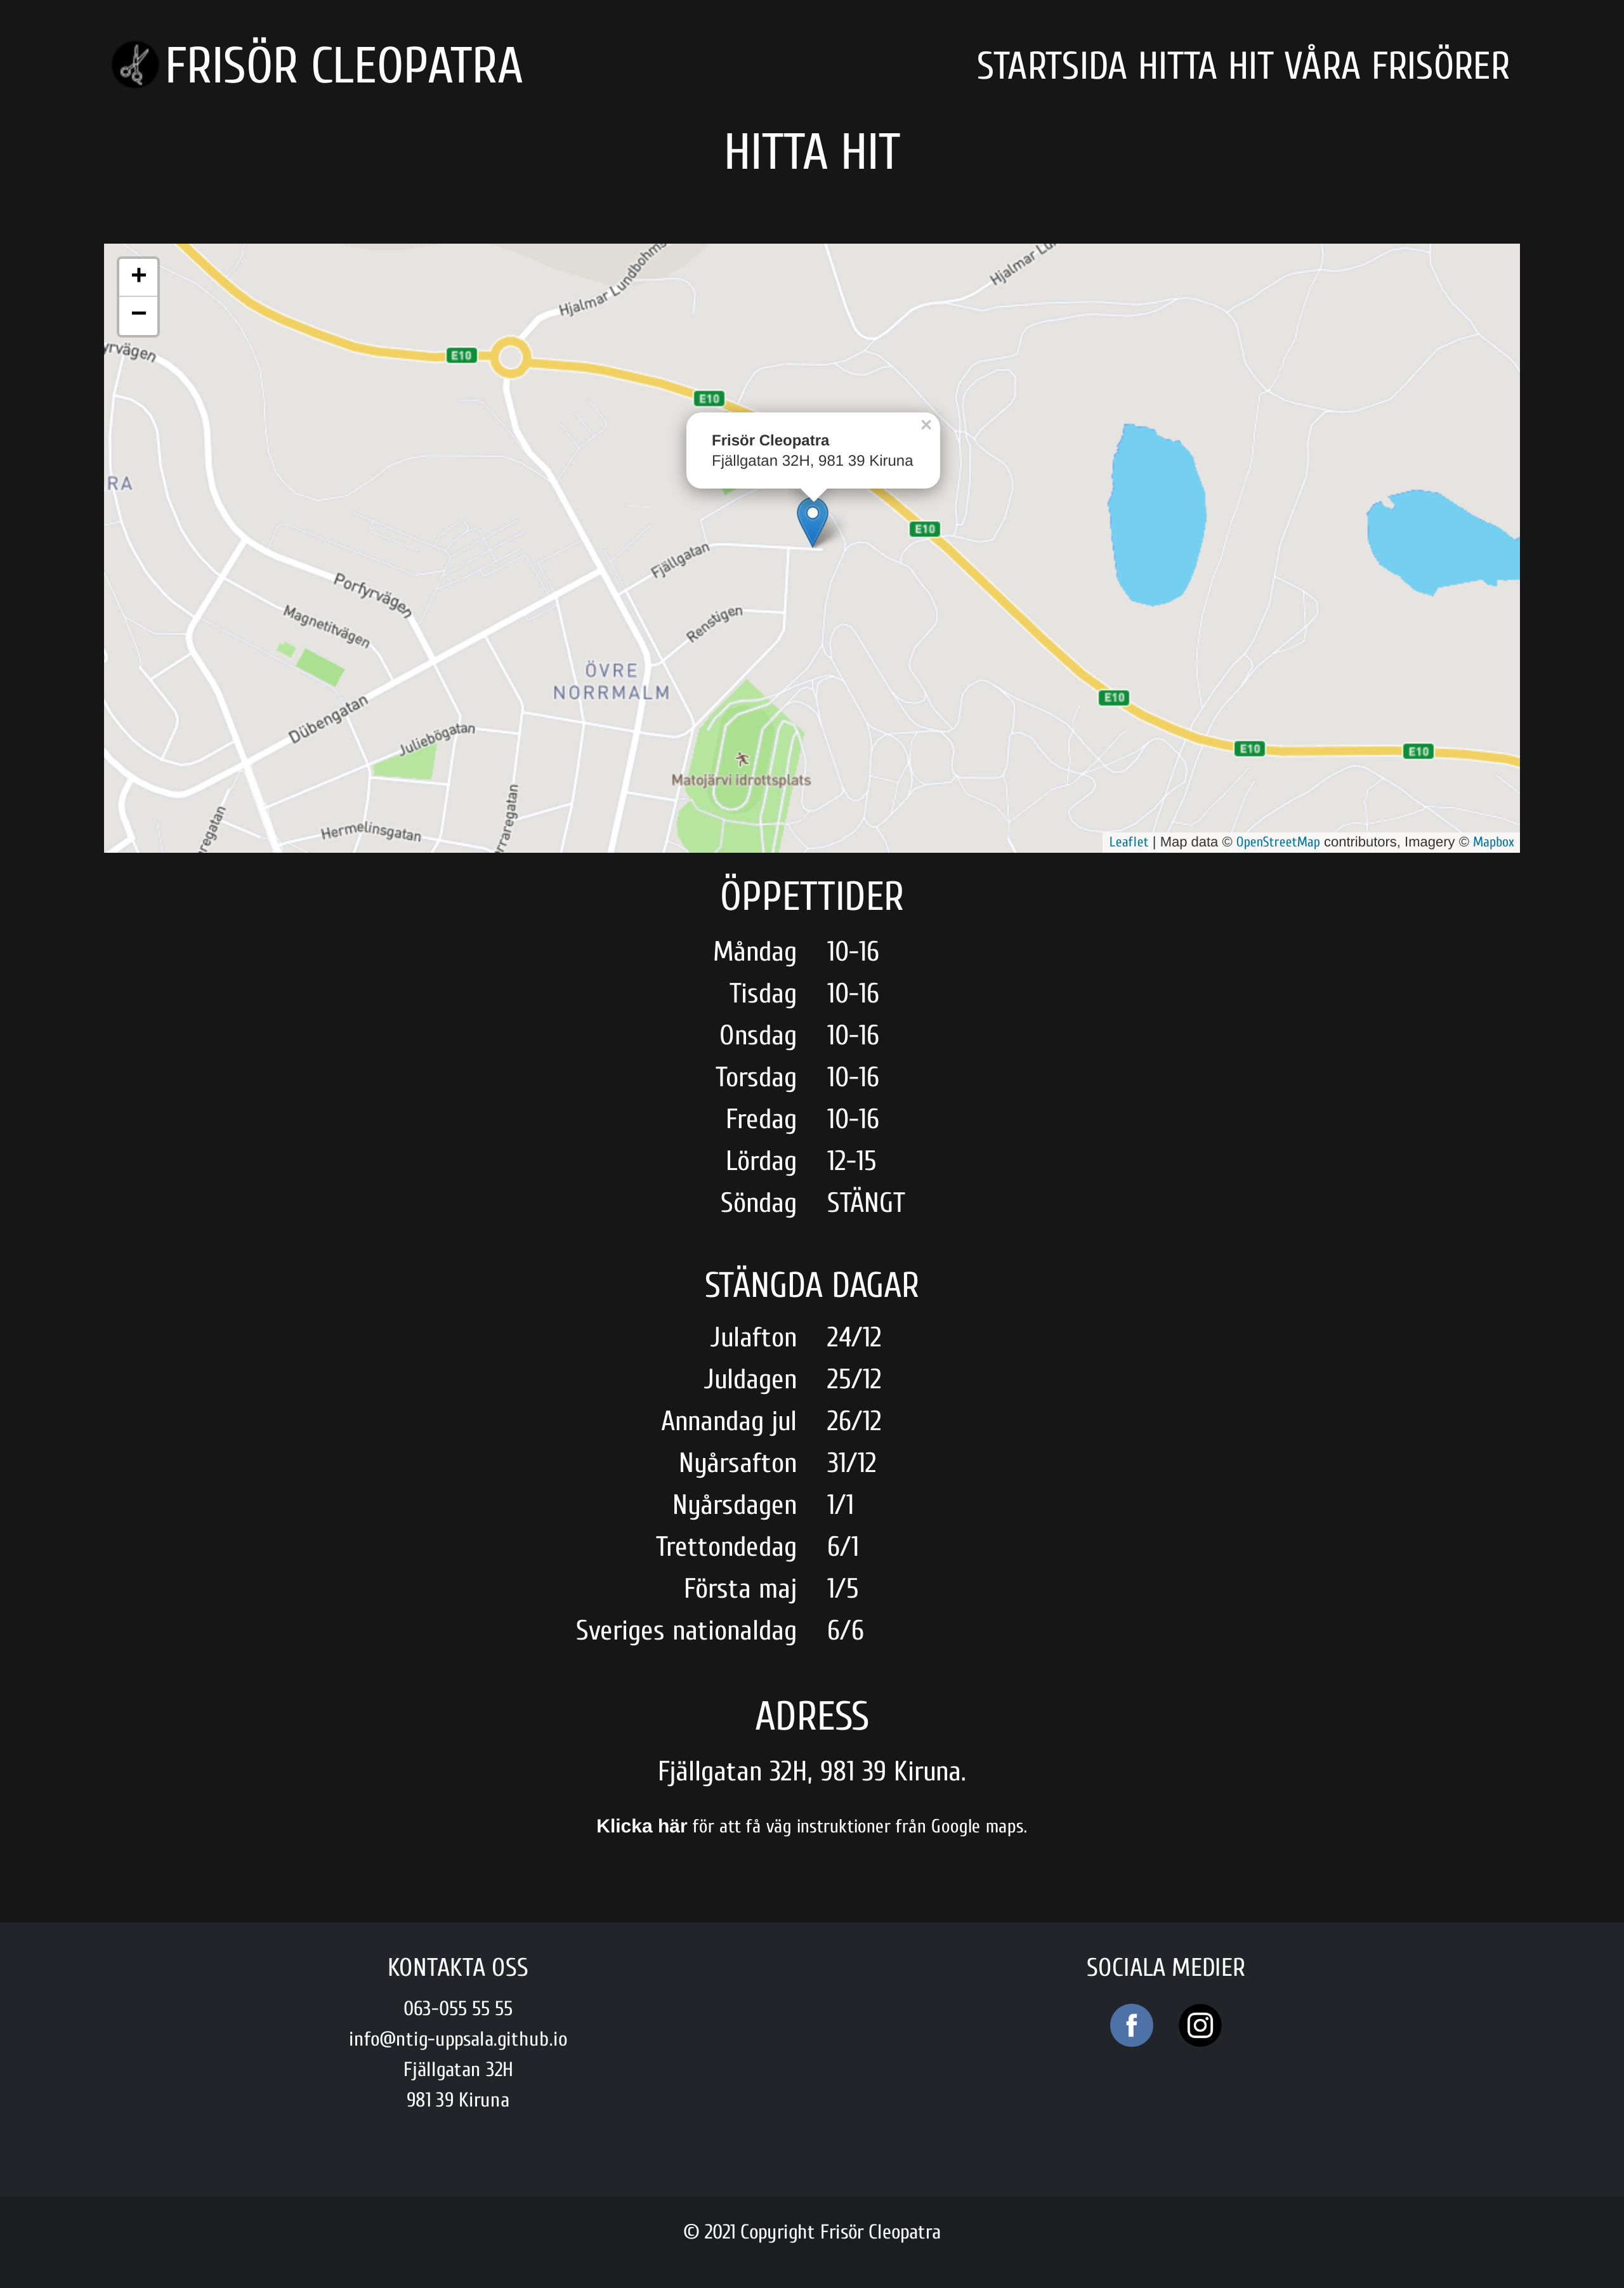 FRISÖR CLEOPATRA
STARTSIDA HITTA HIT VÅRA FRISÖRER
HITTA HIT
+
−
Hjalmar Lundbohms
Hjalmar Lu
E10
E10
yrvägen
Frisör Cleopatra
Fjällgatan 32H, 981 39 Kiruna
×
RA
E10
Fjällgatan
Porfyrvägen
Magnetitvägen
Renstigen
ÖVRE
NORRMALM
E10
Dübengatan
Juliebögatan
E10
E10
Matojärvi idrottsplats
Hermelinsgatan
rraregatan
regatan
Leaflet | Map data © OpenStreetMap contributors, Imagery © Mapbox
ÖPPETTIDER
Måndag 10-16
Tisdag 10-16
Onsdag 10-16
Torsdag 10-16
Fredag 10-16
Lördag 12-15
Söndag STÄNGT
STÄNGDA DAGAR
Julafton 24/12
Juldagen 25/12
Annandag jul 26/12
Nyårsafton 31/12
Nyårsdagen 1/1
Trettondedag 6/1
Första maj 1/5
Sveriges nationaldag 6/6
ADRESS
Fjällgatan 32H, 981 39 Kiruna.
Klicka här för att få väg instruktioner från Google maps.
KONTAKTA OSS
063-055 55 55
info@ntig-uppsala.github.io
Fjällgatan 32H
981 39 Kiruna
SOCIALA MEDIER
© 2021 Copyright Frisör Cleopatra